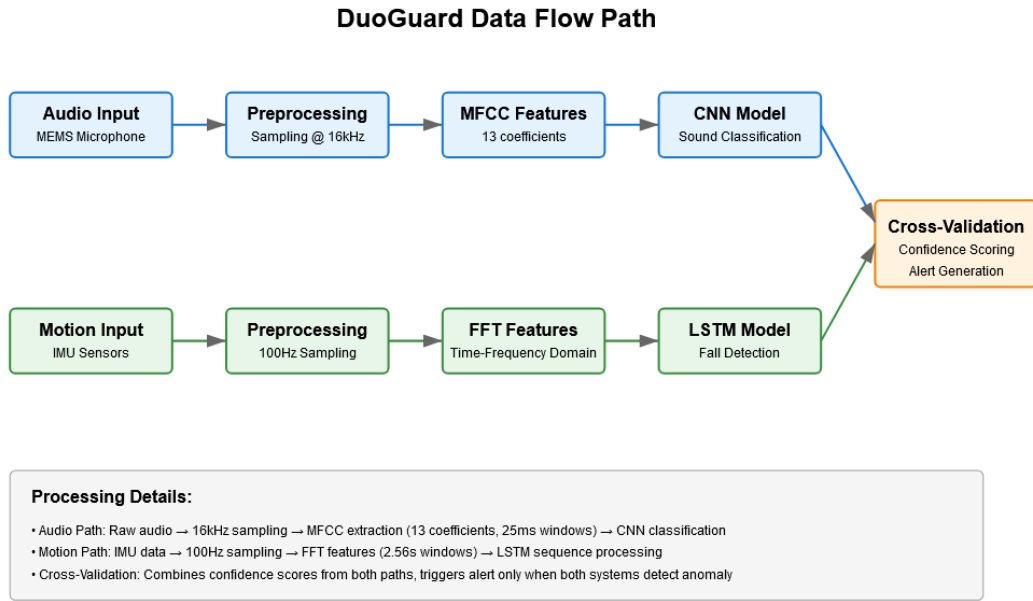 DuoGuard Data Flow Path
Audio Input
MEMS Microphone
Preprocessing
Sampling @ 16kHz
MFCC Features
13 coefficients
CNN Model
Sound Classification
Cross-Validation
Confidence Scoring
Alert Generation
Motion Input
IMU Sensors
Preprocessing
100Hz Sampling
FFT Features
Time-Frequency Domain
LSTM Model
Fall Detection
Processing Details:
• Audio Path: Raw audio → 16kHz sampling → MFCC extraction (13 coefficients, 25ms windows) → CNN classification
• Motion Path: IMU data → 100Hz sampling → FFT features (2.56s windows) → LSTM sequence processing
• Cross-Validation: Combines confidence scores from both paths, triggers alert only when both systems detect anomaly